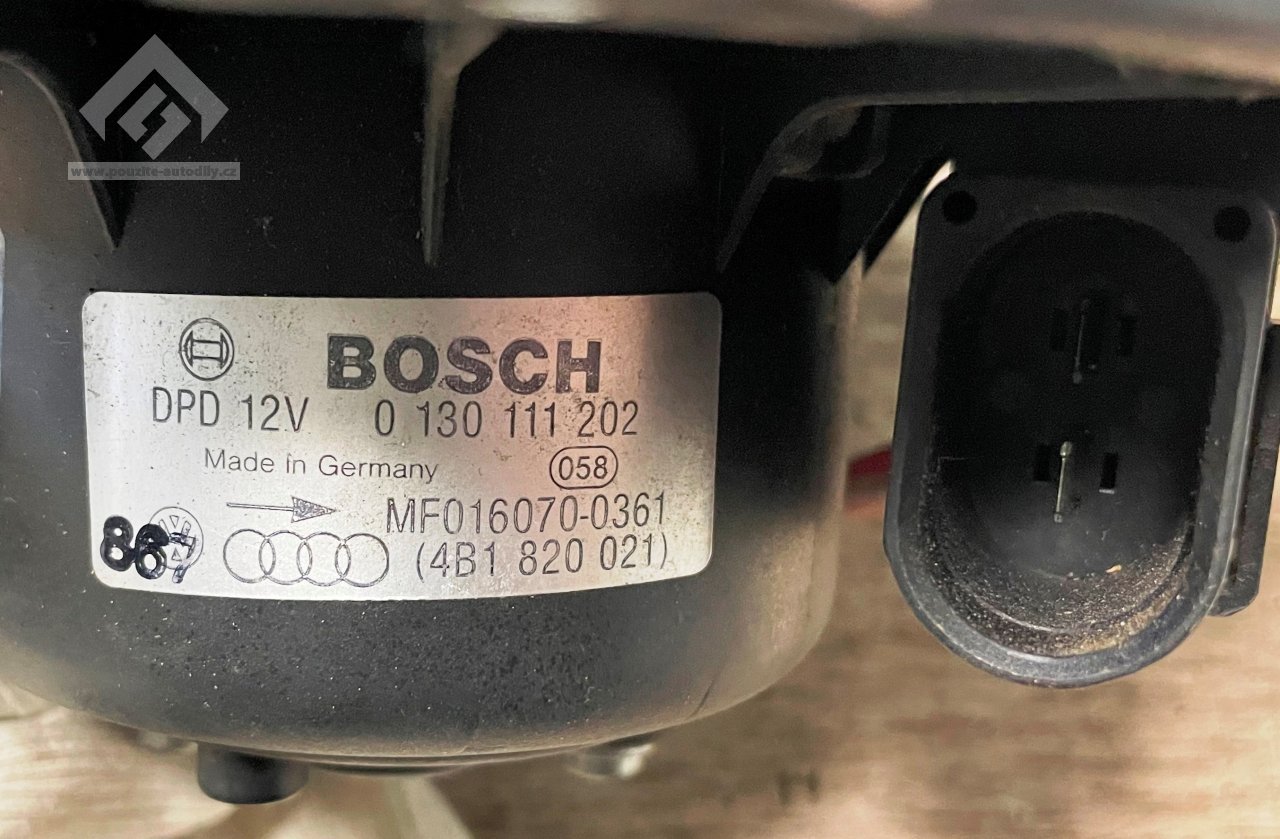 www.pouzite-autodily.cz
BOSCH
DPD 12V 0 130 111 202
Made in Germany 058
MF016070-0361
(4B1 820 021)